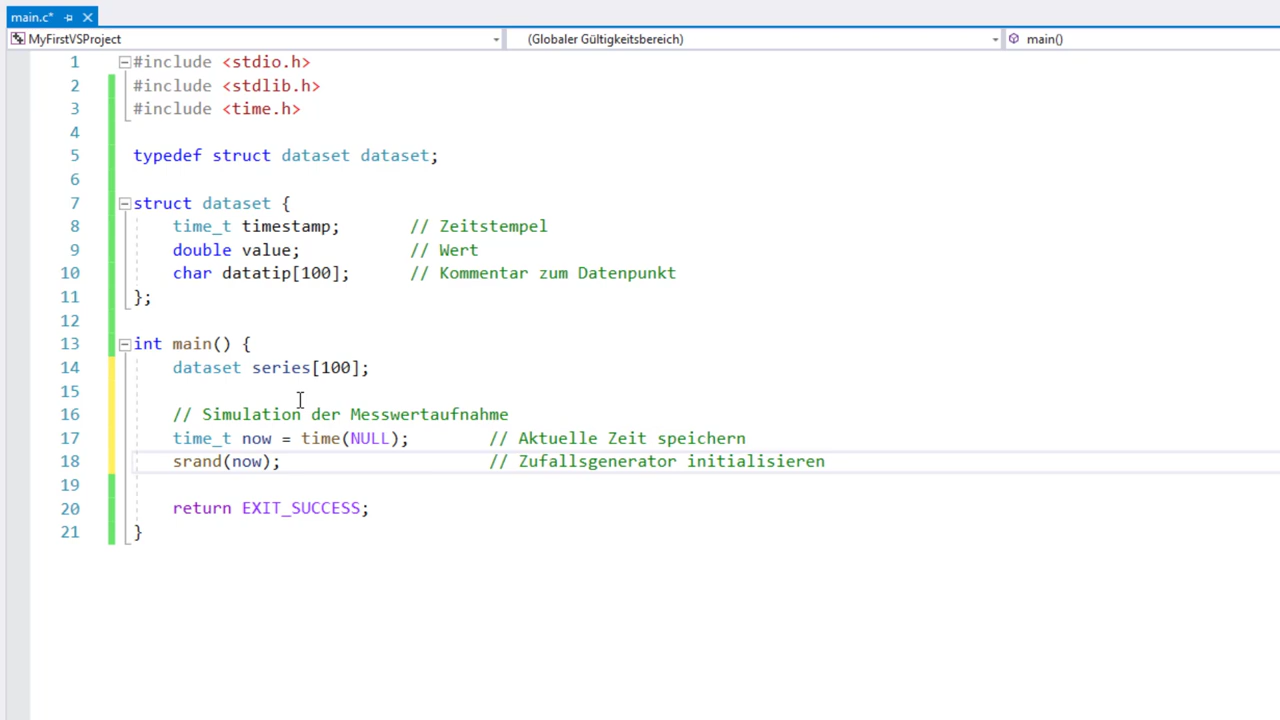 main.c*
MyFirstVSProject (Globaler Gültigkeitsbereich) main()
1 #include <stdio.h>
2 #include <stdlib.h>
3 #include <time.h>
4
5 typedef struct dataset dataset;
6
7 struct dataset {
8 time_t timestamp; // Zeitstempel
9 double value; // Wert
10 char datatip[100]; // Kommentar zum Datenpunkt
11 };
12
13 int main() {
14 dataset series[100];
15
16 // Simulation der Messwertaufnahme
17 time_t now = time(NULL); // Aktuelle Zeit speichern
18 srand(now); // Zufallsgenerator initialisieren
19
20 return EXIT_SUCCESS;
21 }